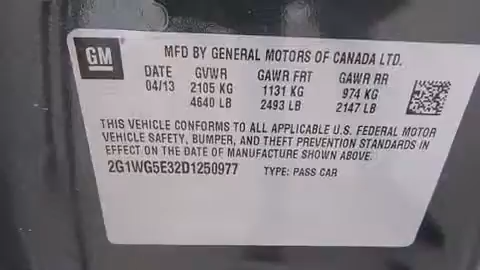 GM
MFD BY GENERAL MOTORS OF CANADA LTD.
DATE GVWR GAWR FRT GAWR RR
04/13 2105 KG 1131 KG 974 KG
4640 LB 2493 LB 2147 LB
THIS VEHICLE CONFORMS TO ALL APPLICABLE U.S. FEDERAL MOTOR
VEHICLE SAFETY, BUMPER, AND THEFT PREVENTION STANDARDS IN
EFFECT ON THE DATE OF MANUFACTURE SHOWN ABOVE.
2G1WG5E32D1250977 TYPE: PASS CAR